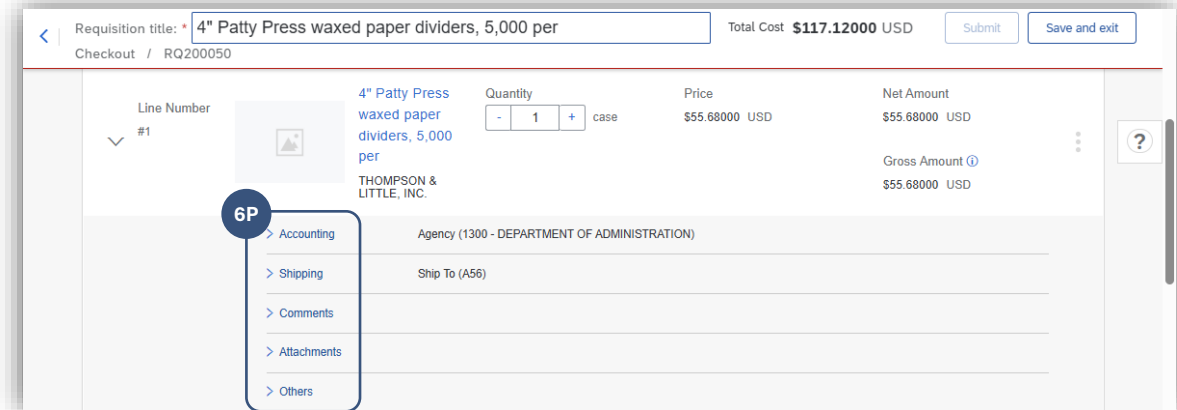 Requisition title: * 4" Patty Press waxed paper dividers, 5,000 per Total Cost $117.12000 USD Submit Save and exit
Checkout / RQ200050
Line Number
#1
4" Patty Press
waxed paper
dividers, 5,000
per
THOMPSON &
LITTLE, INC.
Quantity
- 1 + case
Price
$55.68000 USD
Net Amount
$55.68000 USD
Gross Amount
$55.68000 USD
?
6P
Accounting Agency (1300 - DEPARTMENT OF ADMINISTRATION)
Shipping Ship To (A56)
Comments
Attachments
Others